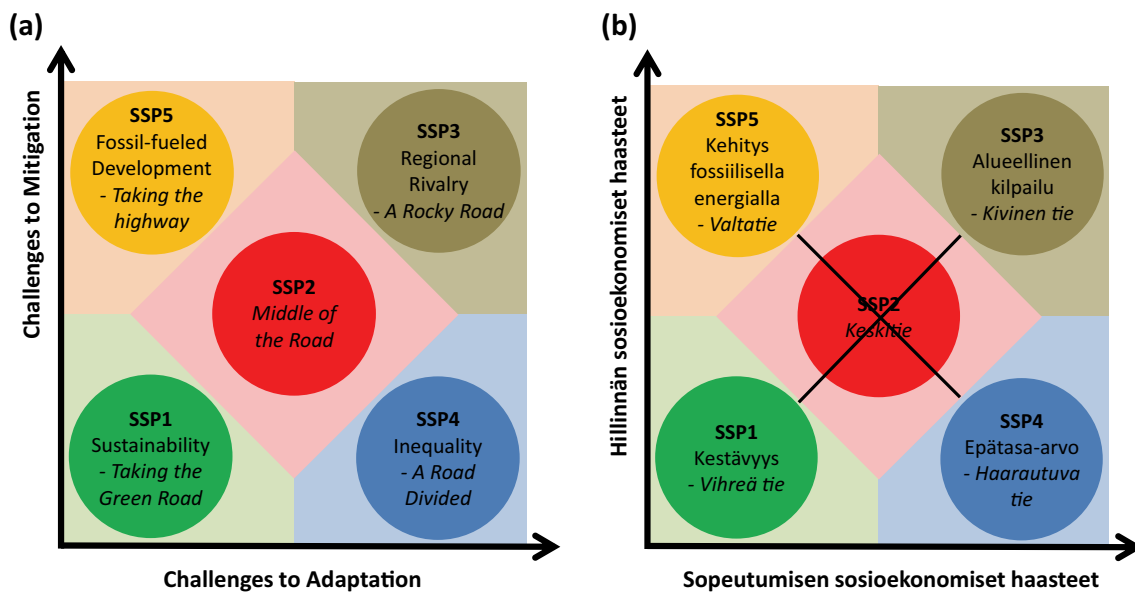 (a)
Challenges to Mitigation
SSP5
Fossil-fueled
Development
- Taking the
highway
SSP3
Regional
Rivalry
- A Rocky Road
SSP2
Middle of
the Road
SSP1
Sustainability
- Taking the
Green Road
SSP4
Inequality
- A Road
Divided
Challenges to Adaptation
(b)
Hillinnän sosioekonomiset haasteet
SSP5
Kehitys
fossiilisella
energialla
- Valtatie
SSP3
Alueellinen
kilpailu
- Kivinen tie
SSP2
Keskitie
SSP1
Kestävyys
- Vihreä tie
SSP4
Epätasa-arvo
- Haarautuva
tie
Sopeutumisen sosioekonomiset haasteet